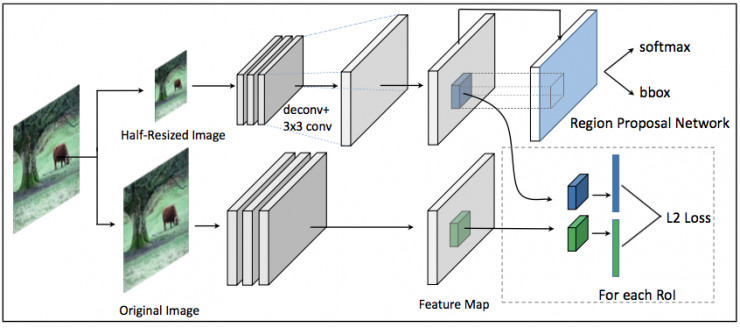 softmax
bbox
Half-Resized Image
deconv+
3x3 conv
Region Proposal Network
L2 Loss
Original Image
Feature Map
For each RoI